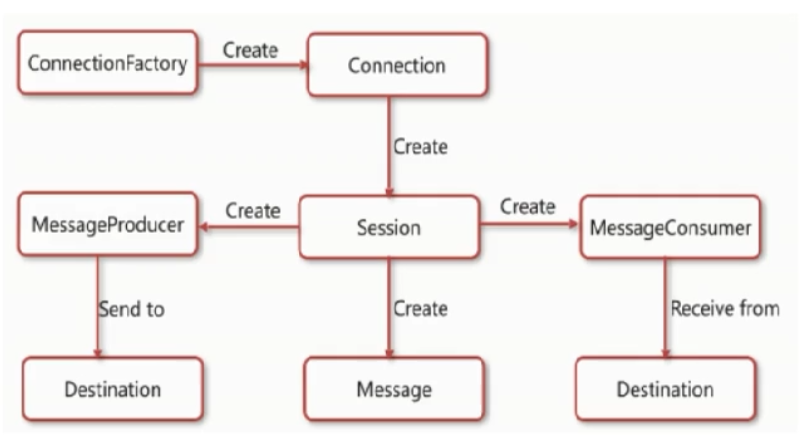 ConnectionFactory
Create
Connection
Create
MessageProducer
Create
Session
Create
MessageConsumer
Send to
Create
Receive from
Destination
Message
Destination